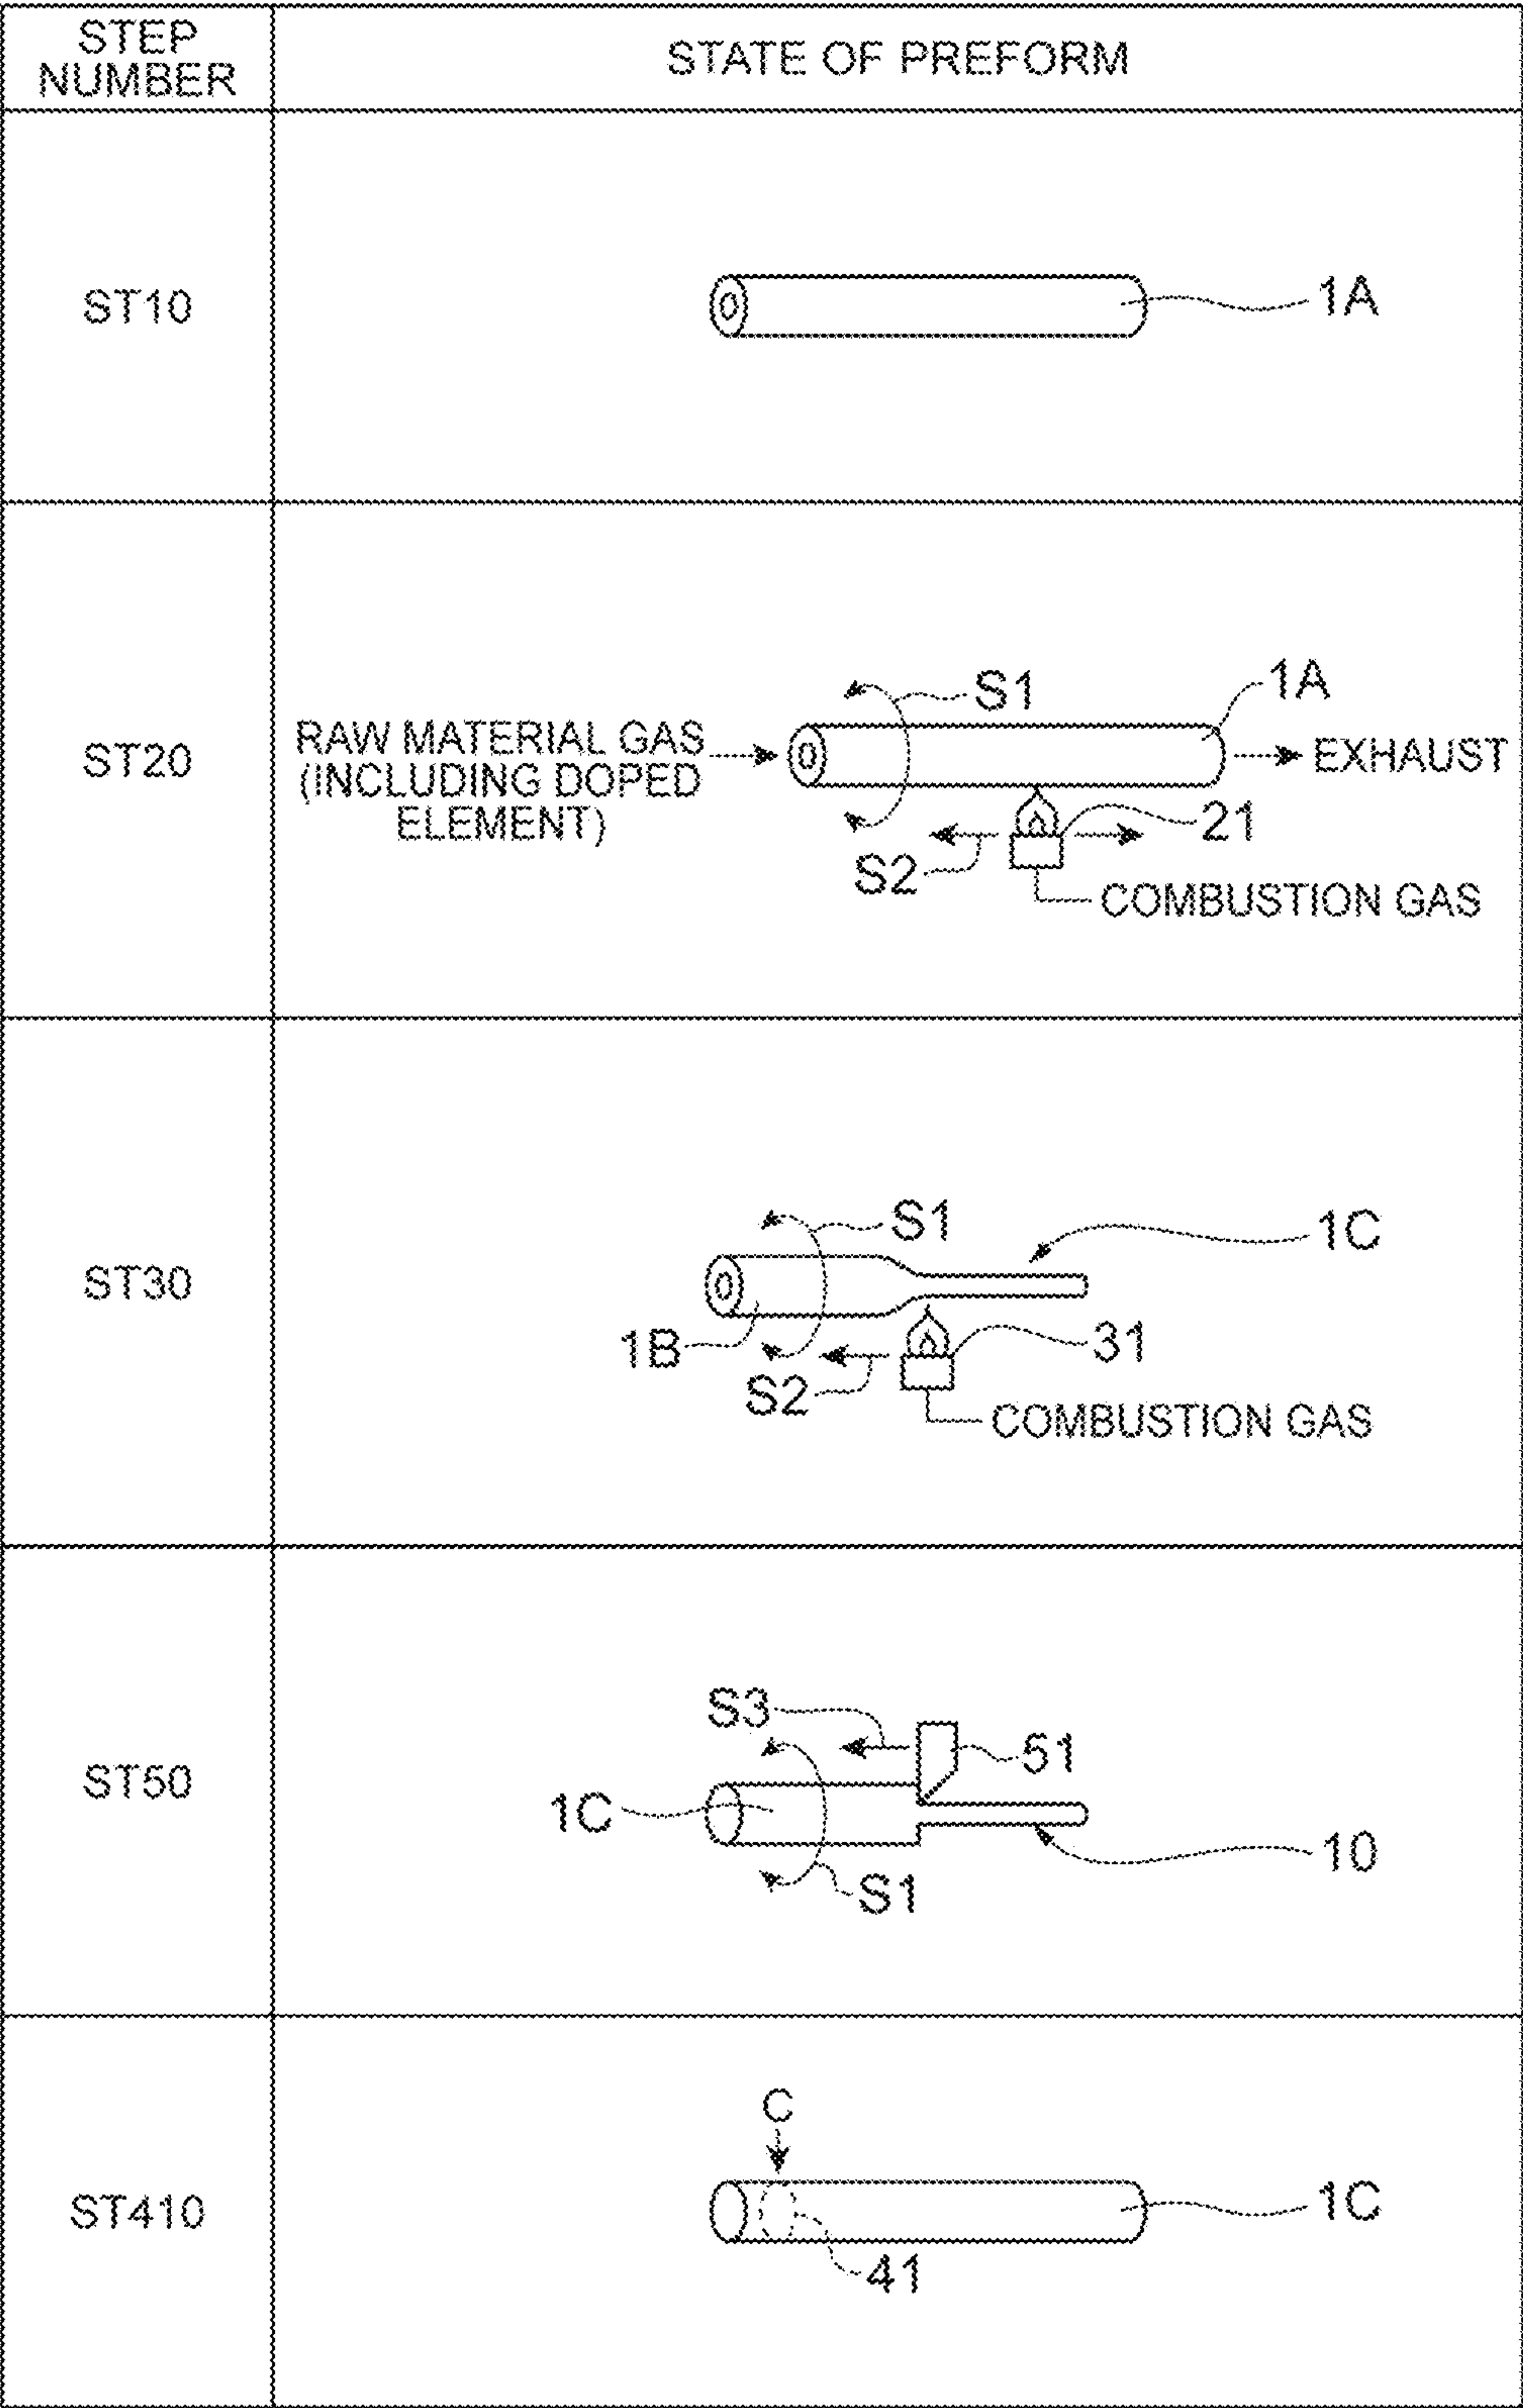 STEP
NUMBER
STATE OF PREFORM
ST10
1A
ST20
RAW MATERIAL GAS
(INCLUDING DOPED
ELEMENT)
S1
1A
EXHAUST
21
S2
COMBUSTION GAS
ST30
S1
1C
1B
31
S2
COMBUSTION GAS
ST50
S3
51
1C
10
S1
ST410
C
1C
41